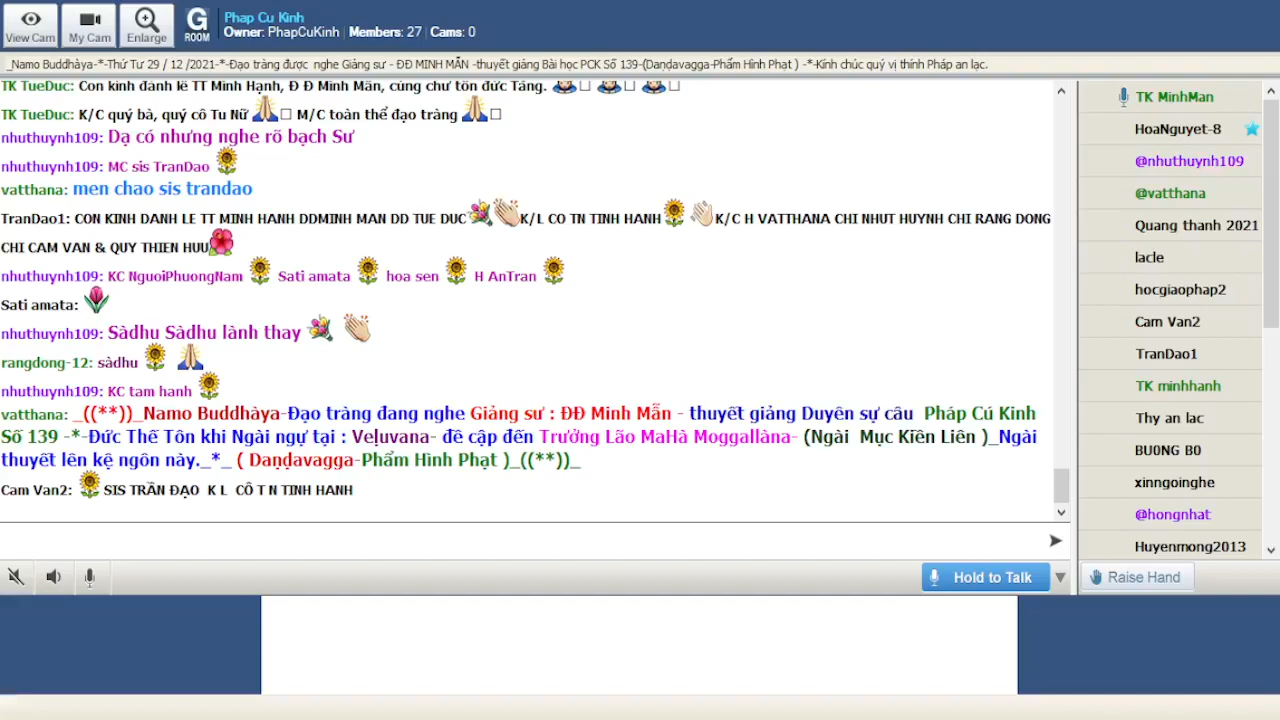 Phap Cu Kinh
Owner: PhapCuKinh | Members: 27 | Cams: 0
View Cam
My Cam
Enlarge
G ROOM
_Namo Buddhàya-*-Thứ Tư 29 / 12 /2021-*-Đạo tràng được nghe Giảng sư - ĐĐ MINH MẪN -thuyết giảng Bài học PCK Số 139-(Daṇḍavagga-Phẩm Hình Phạt ) -*-Kính chúc quý vị thính Pháp an lạc.
TK TueDuc: Con kính đảnh lễ TT Minh Hạnh, Đ Đ Minh Mãn, cùng chư tôn đức Tăng.
TK TueDuc: K/C quý bà, quý cô Tu Nữ M/C toàn thể đạo tràng
nhuthuynh109: Dạ có nhưng nghe rõ bạch Sư
nhuthuynh109: MC sis TranDao
vatthana: men chao sis trandao
TranDao1: CON KINH DANH LE TT MINH HANH DDMINH MAN DD TUE DUC K/L CO TN TINH HANH K/C H VATTHANA CHI NHUT HUYNH CHI RANG DONG
CHI CAM VAN & QUY THIEN HUU
nhuthuynh109: KC NguoiPhuongNam Sati amata hoa sen H AnTran
Sati amata:
nhuthuynh109: Sàdhu Sàdhu lành thay
rangdong-12: sàdhu
nhuthuynh109: KC tam hanh
vatthana: _((**))_Namo Buddhàya-Đạo tràng đang nghe Giảng sư : ĐĐ Minh Mẫn - thuyết giảng Duyên sự câu Pháp Cú Kinh
Số 139 -*-Đức Thế Tôn khi Ngài ngự tại : Veḷuvana- đề cập đến Trưởng Lão MaHà Moggallàna- (Ngài Mục Kiền Liên )_Ngài
thuyết lên kệ ngôn này._*_ ( Daṇḍavagga-Phẩm Hình Phạt )_((**))_
Cam Van2: SIS TRẦN ĐẠO K L CÔ T N TINH HANH
Hold to Talk
TK MinhMan
HoaNguyet-8
@nhuthuynh109
@vatthana
Quang thanh 2021
lacle
hocgiaophap2
Cam Van2
TranDao1
TK minhhanh
Thy an lac
BU0NG B0
xinngoinghe
@hongnhat
Huyenmong2013
Raise Hand